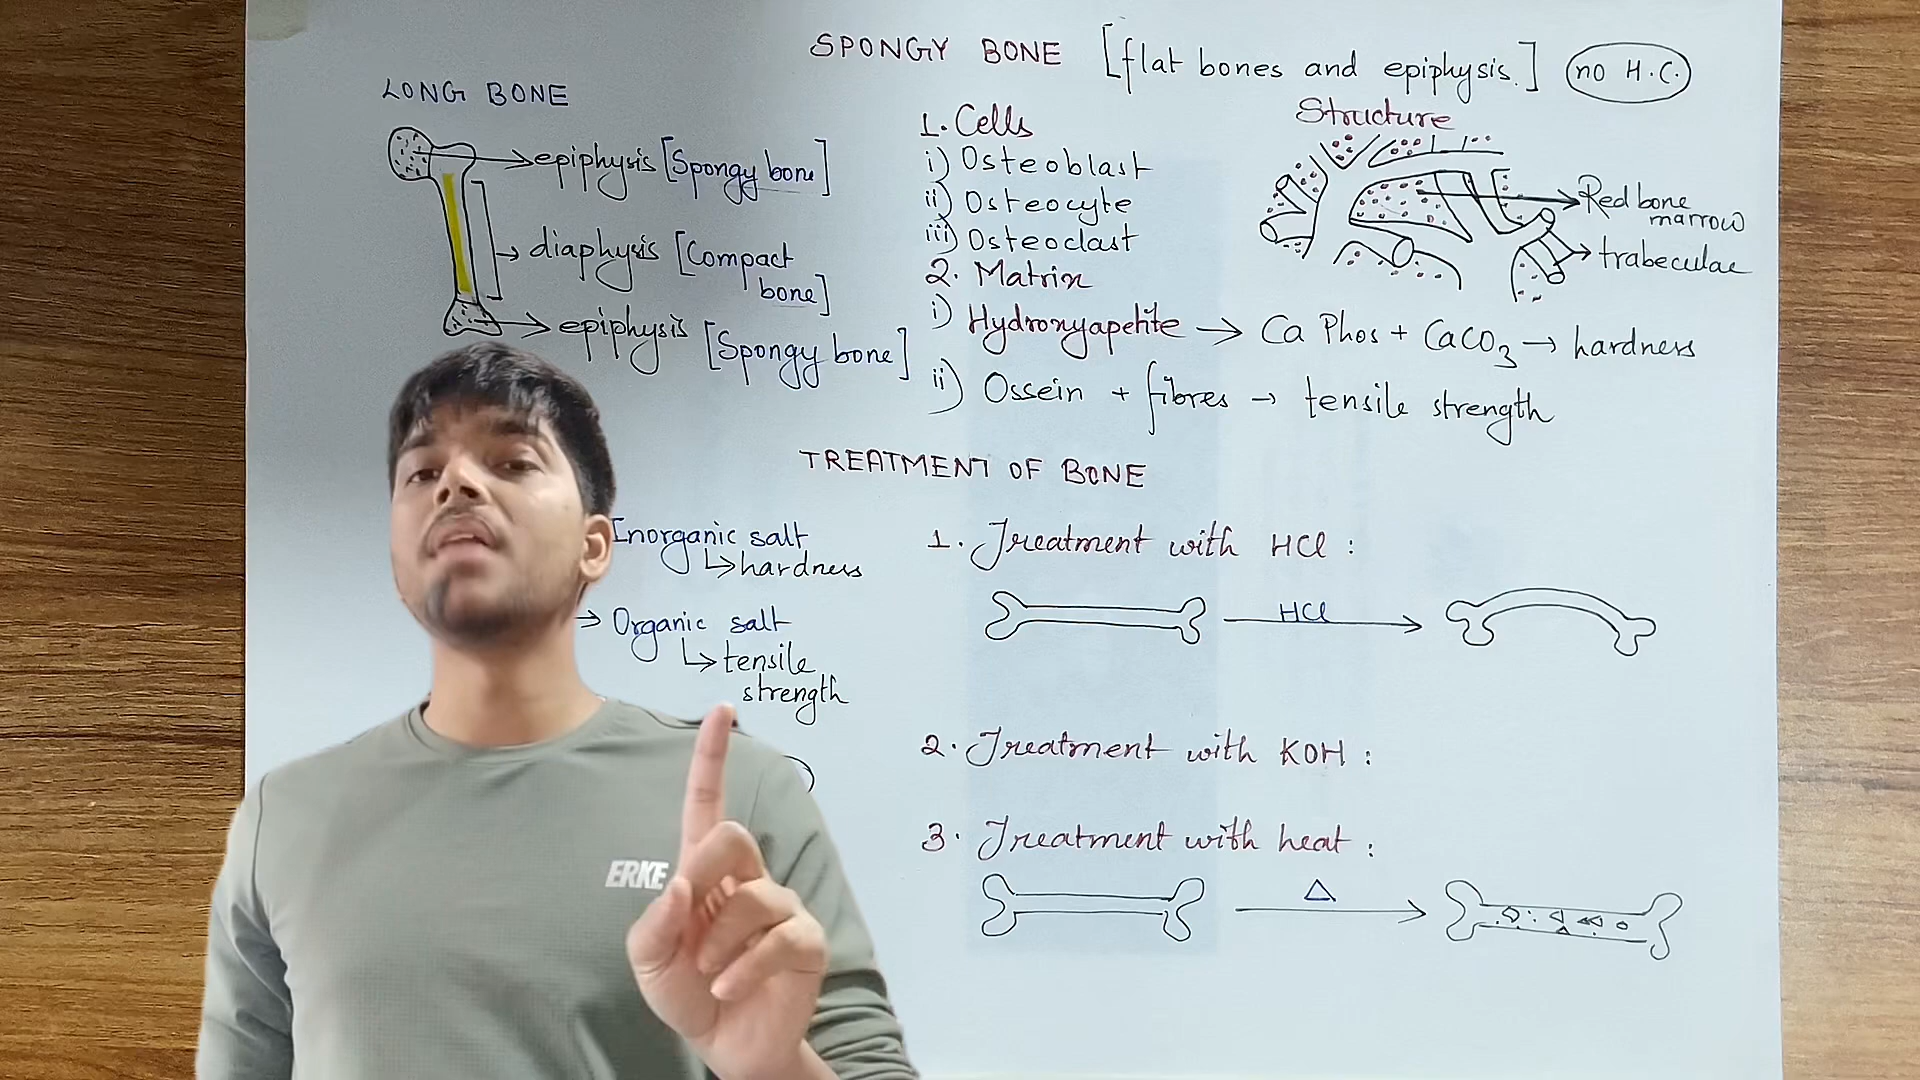 SPONGY BONE [flat bones and epiphysis.] (no H.C.)
LONG BONE
epiphysis [Spongy bone]
diaphysis [Compact
bone]
epiphysis [Spongy bone]
1. Cells
i) Osteoblast
ii) Osteocyte
iii) Osteoclast
2. Matrix
i) Hydroxyapetite → Ca Phos + CaCO3 → hardness
ii) Ossein + fibres → tensile strength
Structure
Red bone
marrow
trabeculae
TREATMENT OF BONE
Inorganic salt
↳ hardness
→ Organic salt
↳ tensile
strength
1. Treatment with HCl :
HCl
2. Treatment with KOH :
3. Treatment with heat :
Δ
ERKE